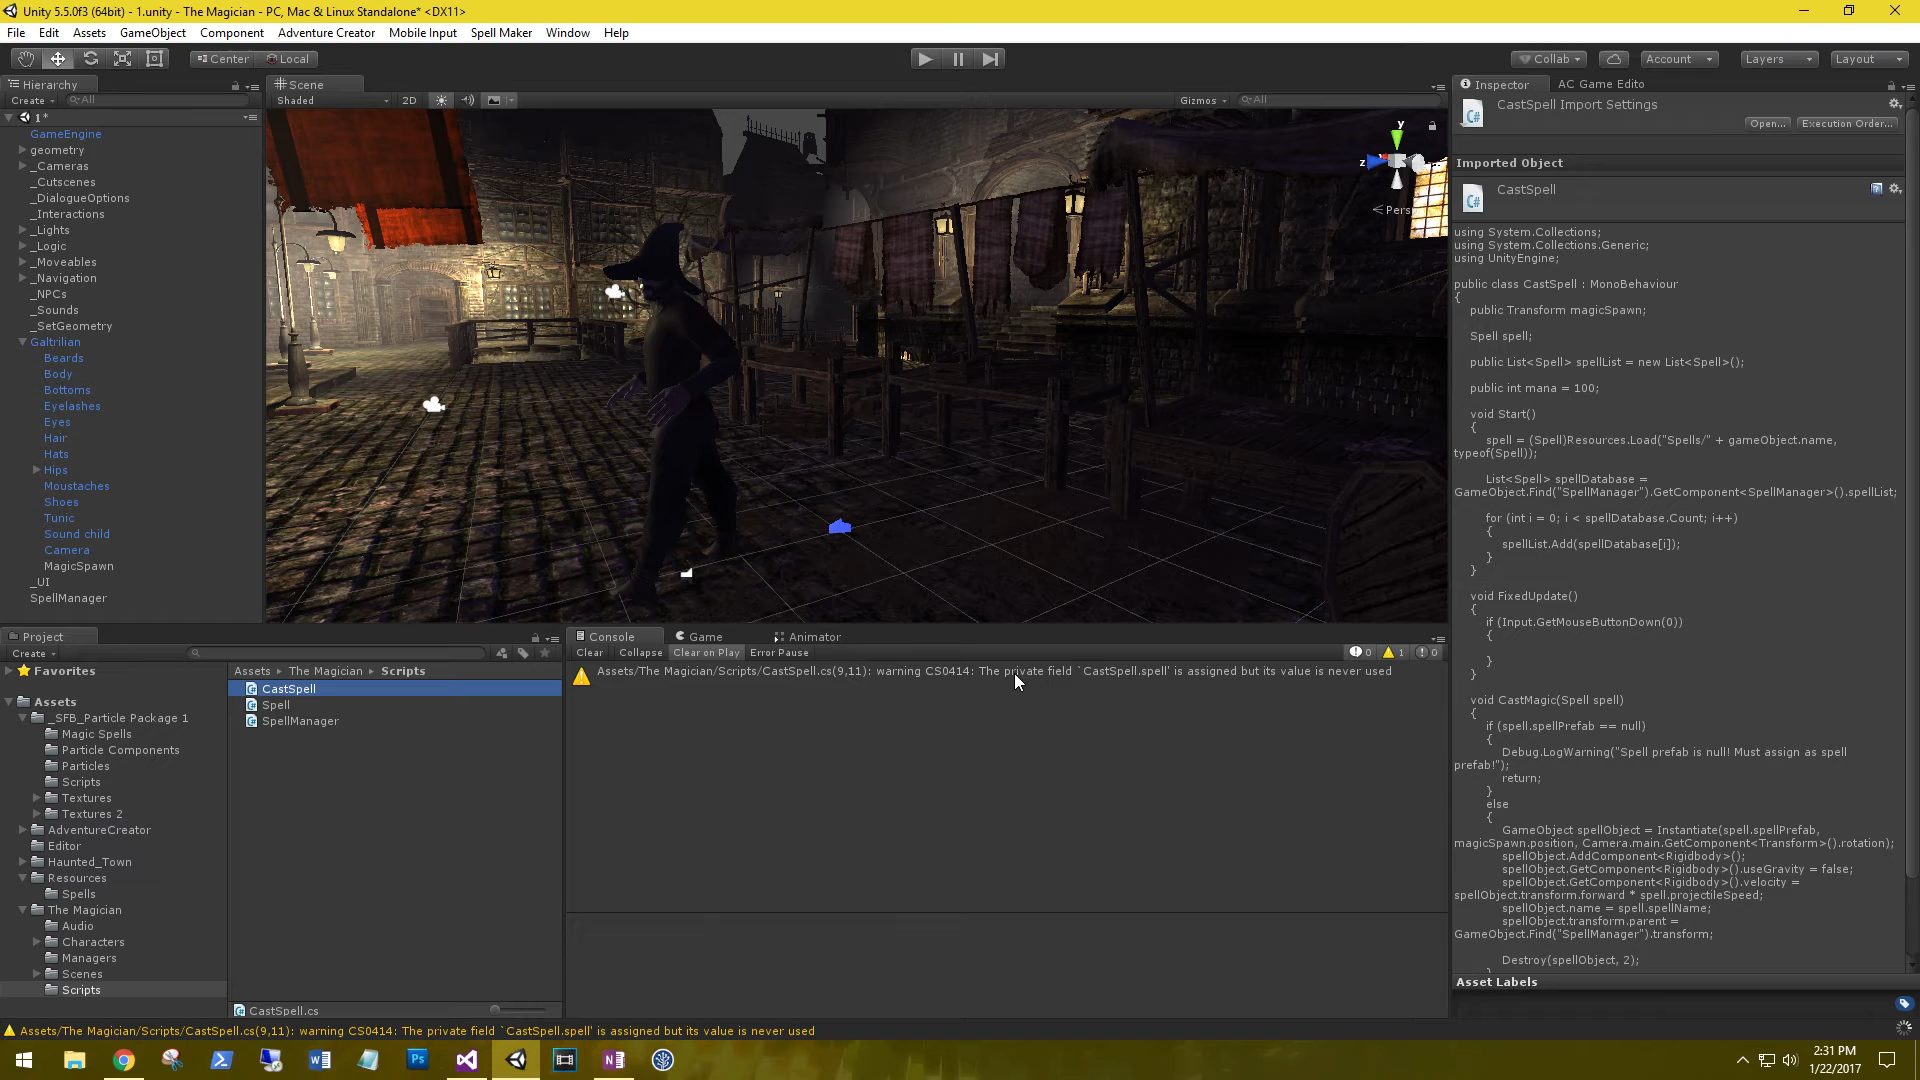 Unity 5.5.0f3 (64bit) - 1.unity - The Magician - PC, Mac & Linux Standalone* <DX11>
File Edit Assets GameObject Component Adventure Creator Mobile Input Spell Maker Window Help
Center Local
Collab Account Layers Layout
Hierarchy
Create All
1*
GameEngine
geometry
_Cameras
_Cutscenes
_DialogueOptions
_Interactions
_Lights
_Logic
_Moveables
_Navigation
_NPCs
_Sounds
_SetGeometry
Galtrilian
Beards
Body
Bottoms
Eyelashes
Eyes
Hair
Hats
Hips
Moustaches
Shoes
Tunic
Sound child
Camera
MagicSpawn
_UI
SpellManager
Scene
Shaded 2D Gizmos All
y
z
Persp
Inspector AC Game Edito
CastSpell Import Settings
Open... Execution Order...
Imported Object
CastSpell
using System.Collections;
using System.Collections.Generic;
using UnityEngine;
public class CastSpell : MonoBehaviour
{
public Transform magicSpawn;
Spell spell;
public List<Spell> spellList = new List<Spell>();
public int mana = 100;
void Start()
{
spell = (Spell)Resources.Load("Spells/" + gameObject.name,
typeof(Spell));
List<Spell> spellDatabase =
GameObject.Find("SpellManager").GetComponent<SpellManager>().spellList;
for (int i = 0; i < spellDatabase.Count; i++)
{
spellList.Add(spellDatabase[i]);
}
}
void FixedUpdate()
{
if (Input.GetMouseButtonDown(0))
{
}
}
void CastMagic(Spell spell)
{
if (spell.spellPrefab == null)
{
Debug.LogWarning("Spell prefab is null! Must assign as spell
prefab!");
return;
}
else
{
GameObject spellObject = Instantiate(spell.spellPrefab,
magicSpawn.position, Camera.main.GetComponent<Transform>().rotation);
spellObject.AddComponent<Rigidbody>();
spellObject.GetComponent<Rigidbody>().useGravity = false;
spellObject.GetComponent<Rigidbody>().velocity =
spellObject.transform.forward * spell.projectileSpeed;
spellObject.name = spell.spellName;
spellObject.transform.parent =
GameObject.Find("SpellManager").transform;
Destroy(spellObject, 2);
}
Asset Labels
Project
Create
Favorites
Assets
_SFB_Particle Package 1
Magic Spells
Particle Components
Particles
Scripts
Textures
Textures 2
AdventureCreator
Editor
Haunted_Town
Resources
Spells
The Magician
Audio
Characters
Managers
Scenes
Scripts
Assets The Magician Scripts
CastSpell
Spell
SpellManager
CastSpell.cs
Console Game Animator
Clear Collapse Clear on Play Error Pause 0 1 0
Assets/The Magician/Scripts/CastSpell.cs(9,11): warning CS0414: The private field `CastSpell.spell' is assigned but its value is never used
Assets/The Magician/Scripts/CastSpell.cs(9,11): warning CS0414: The private field `CastSpell.spell' is assigned but its value is never used
2:31 PM
1/22/2017